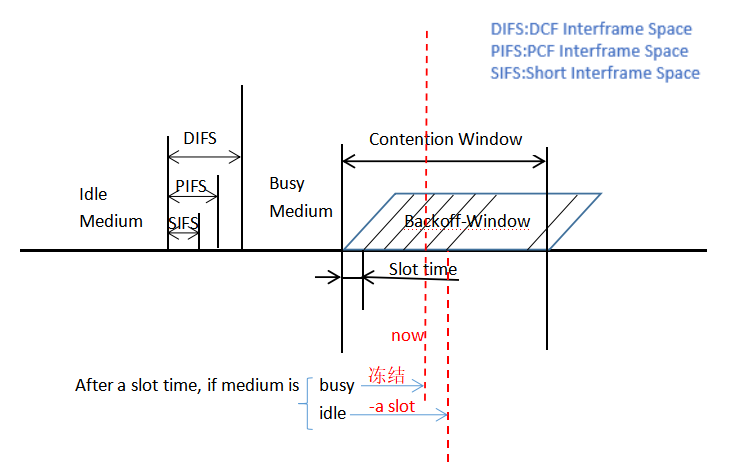 DIFS:DCF Interframe Space
PIFS:PCF Interframe Space
SIFS:Short Interframe Space
DIFS
Contention Window
PIFS
Busy
Medium
Idle
Medium
SIFS
Backoff-Window
Slot time
now
After a slot time, if medium is
busy
冻结
idle
-a slot